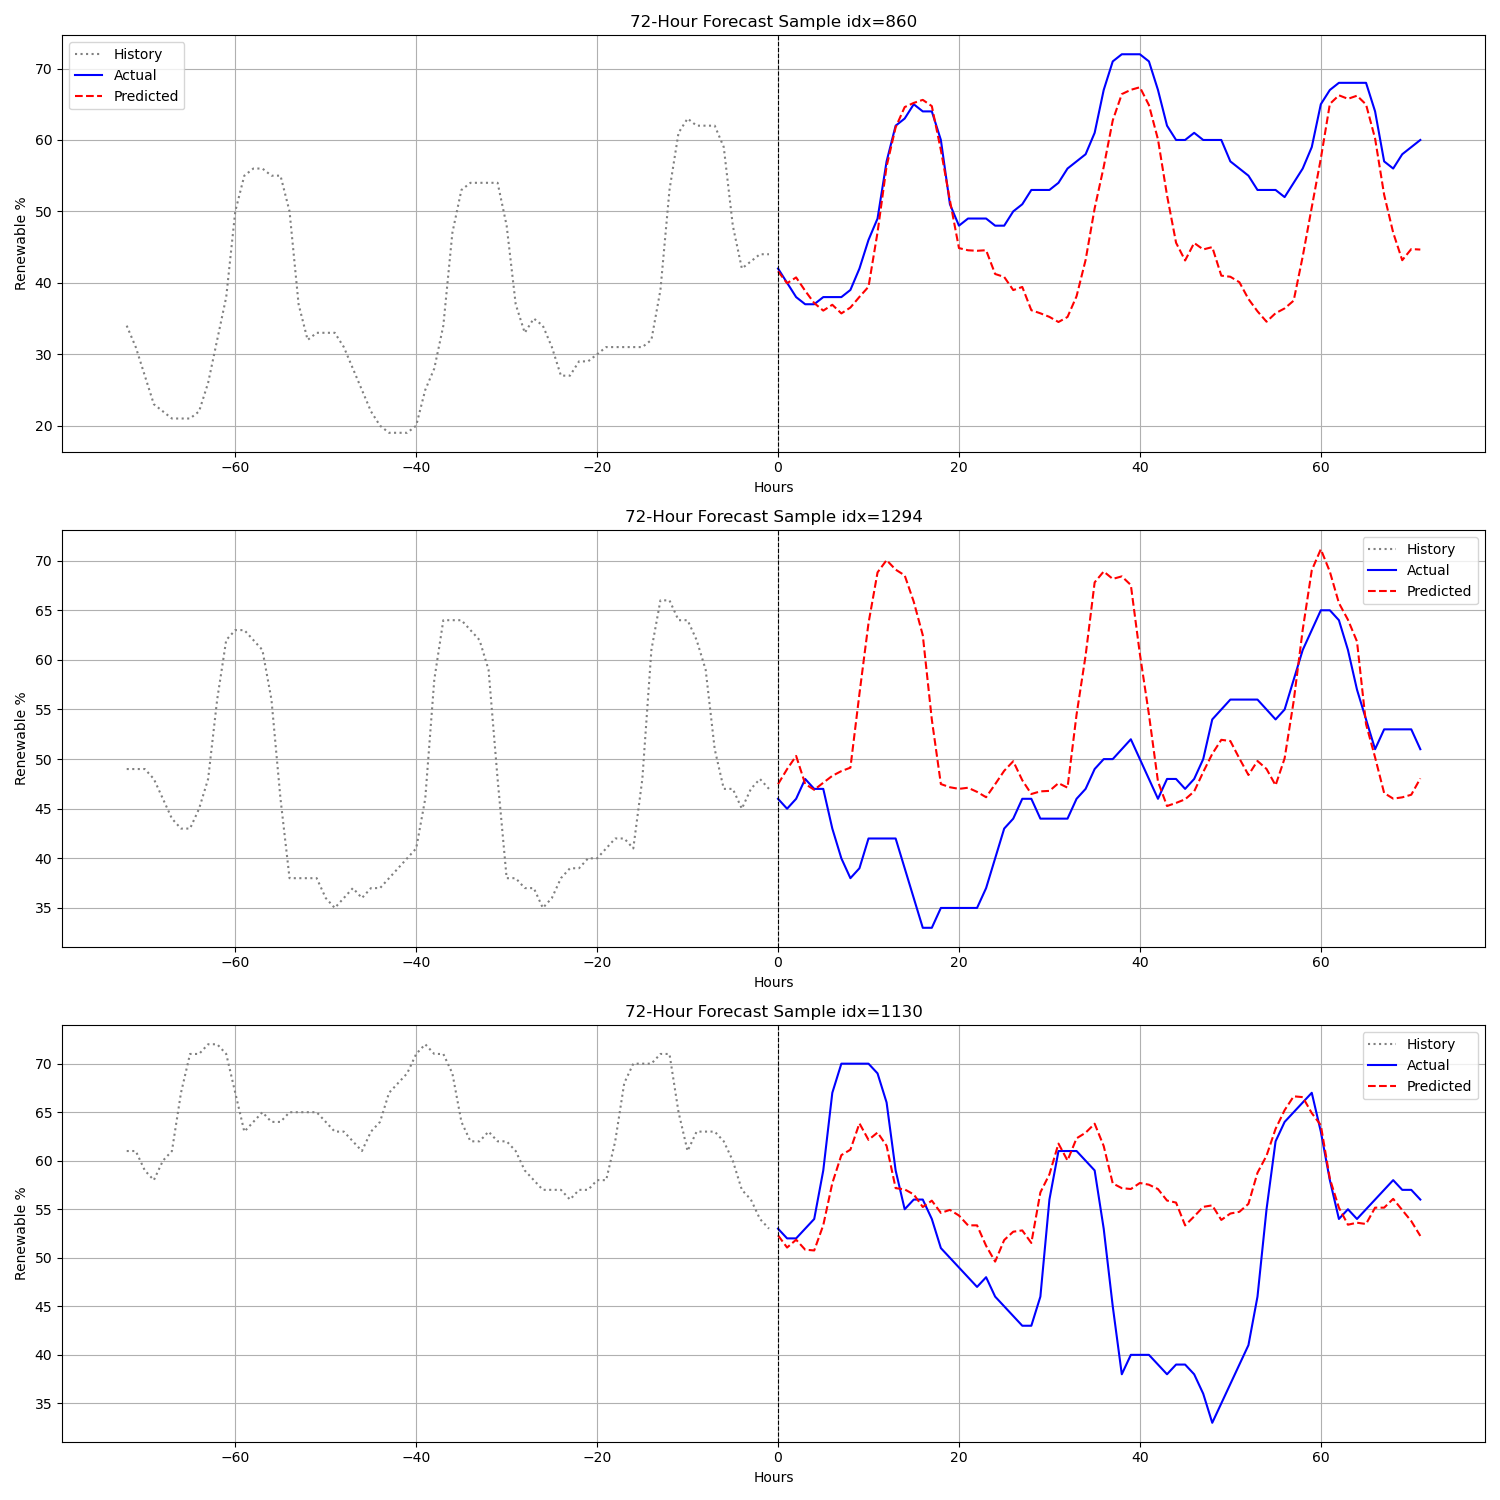 72-Hour Forecast Sample idx=860
History
Actual
Predicted
Renewable %
70
60
50
40
30
20
−60
−40
−20
0
20
40
60
Hours
72-Hour Forecast Sample idx=1294
History
Actual
Predicted
Renewable %
70
65
60
55
50
45
40
35
−60
−40
−20
0
20
40
60
Hours
72-Hour Forecast Sample idx=1130
History
Actual
Predicted
Renewable %
70
65
60
55
50
45
40
35
−60
−40
−20
0
20
40
60
Hours